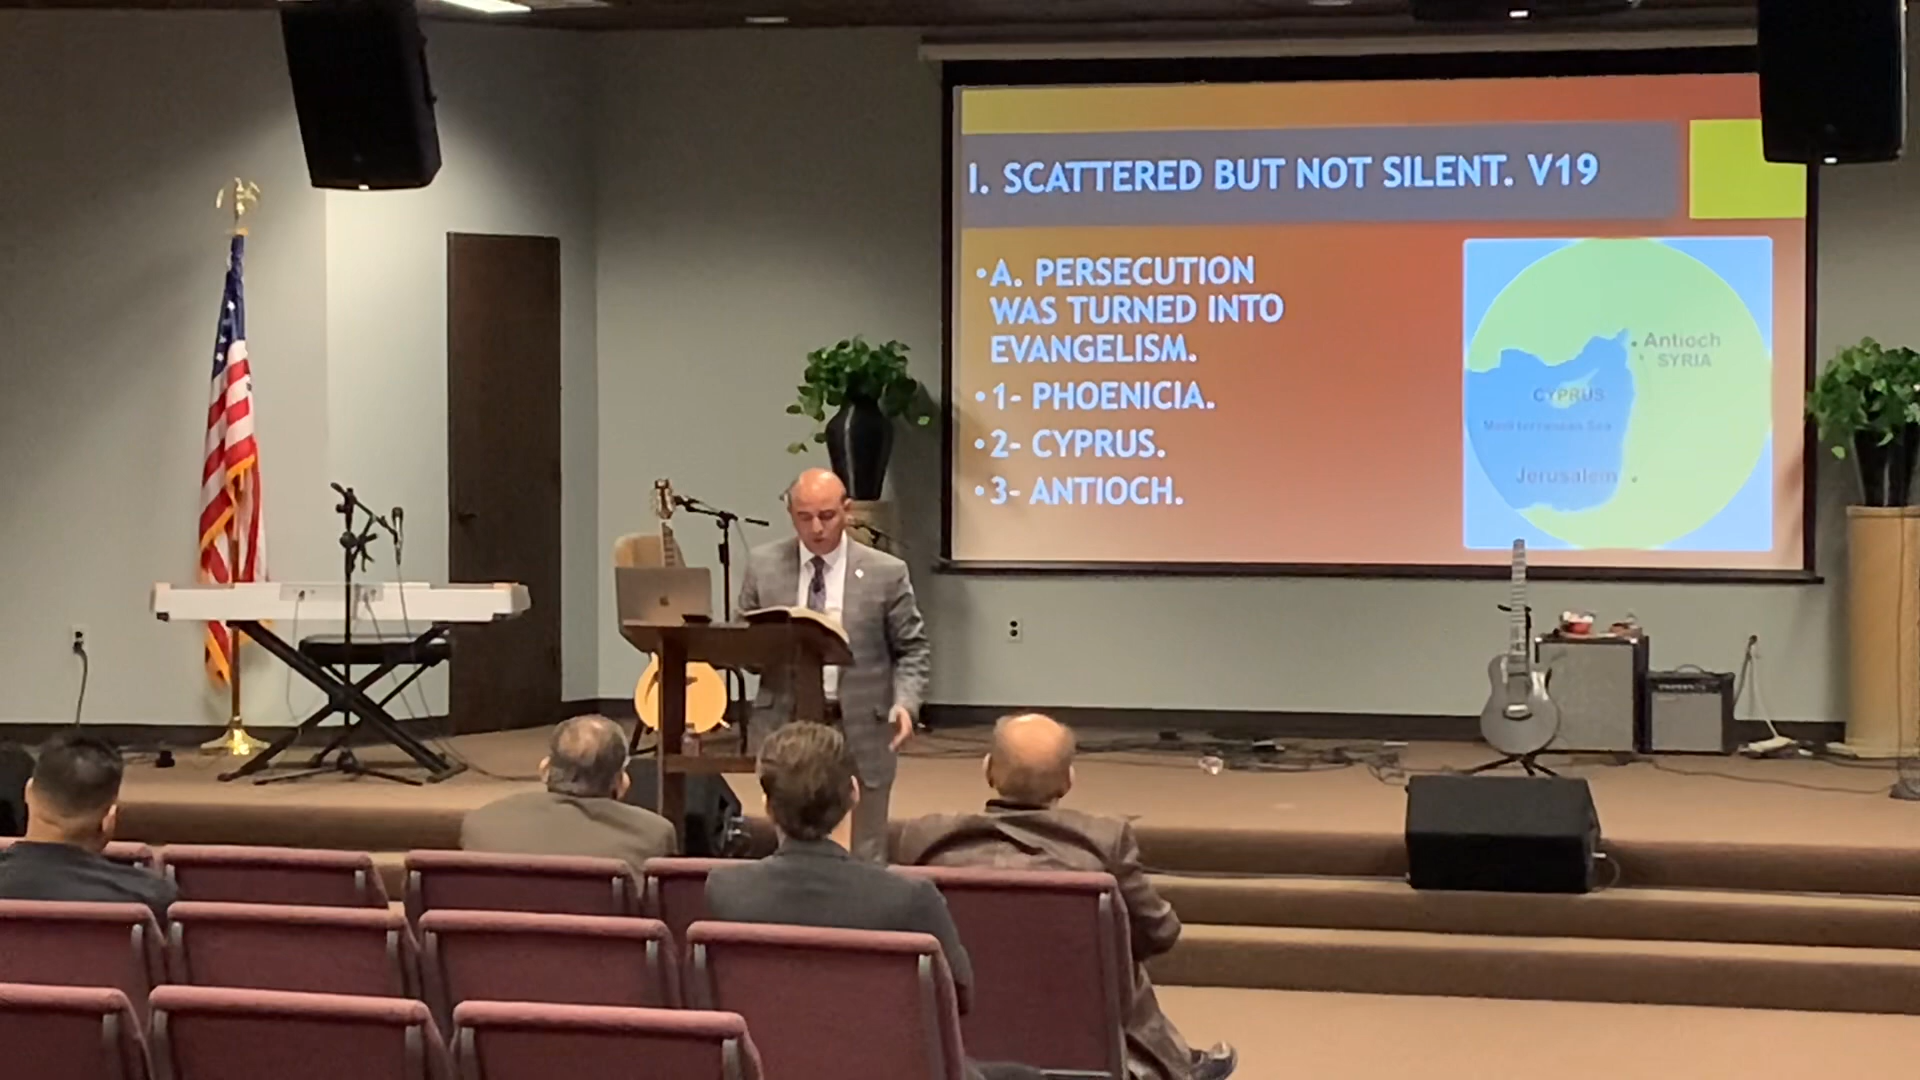 I. SCATTERED BUT NOT SILENT. V19
•A. PERSECUTION
WAS TURNED INTO
EVANGELISM.
•1- PHOENICIA.
•2- CYPRUS.
•3- ANTIOCH.
Antioch
SYRIA
CYPRUS
Mediterranean Sea
Jerusalem